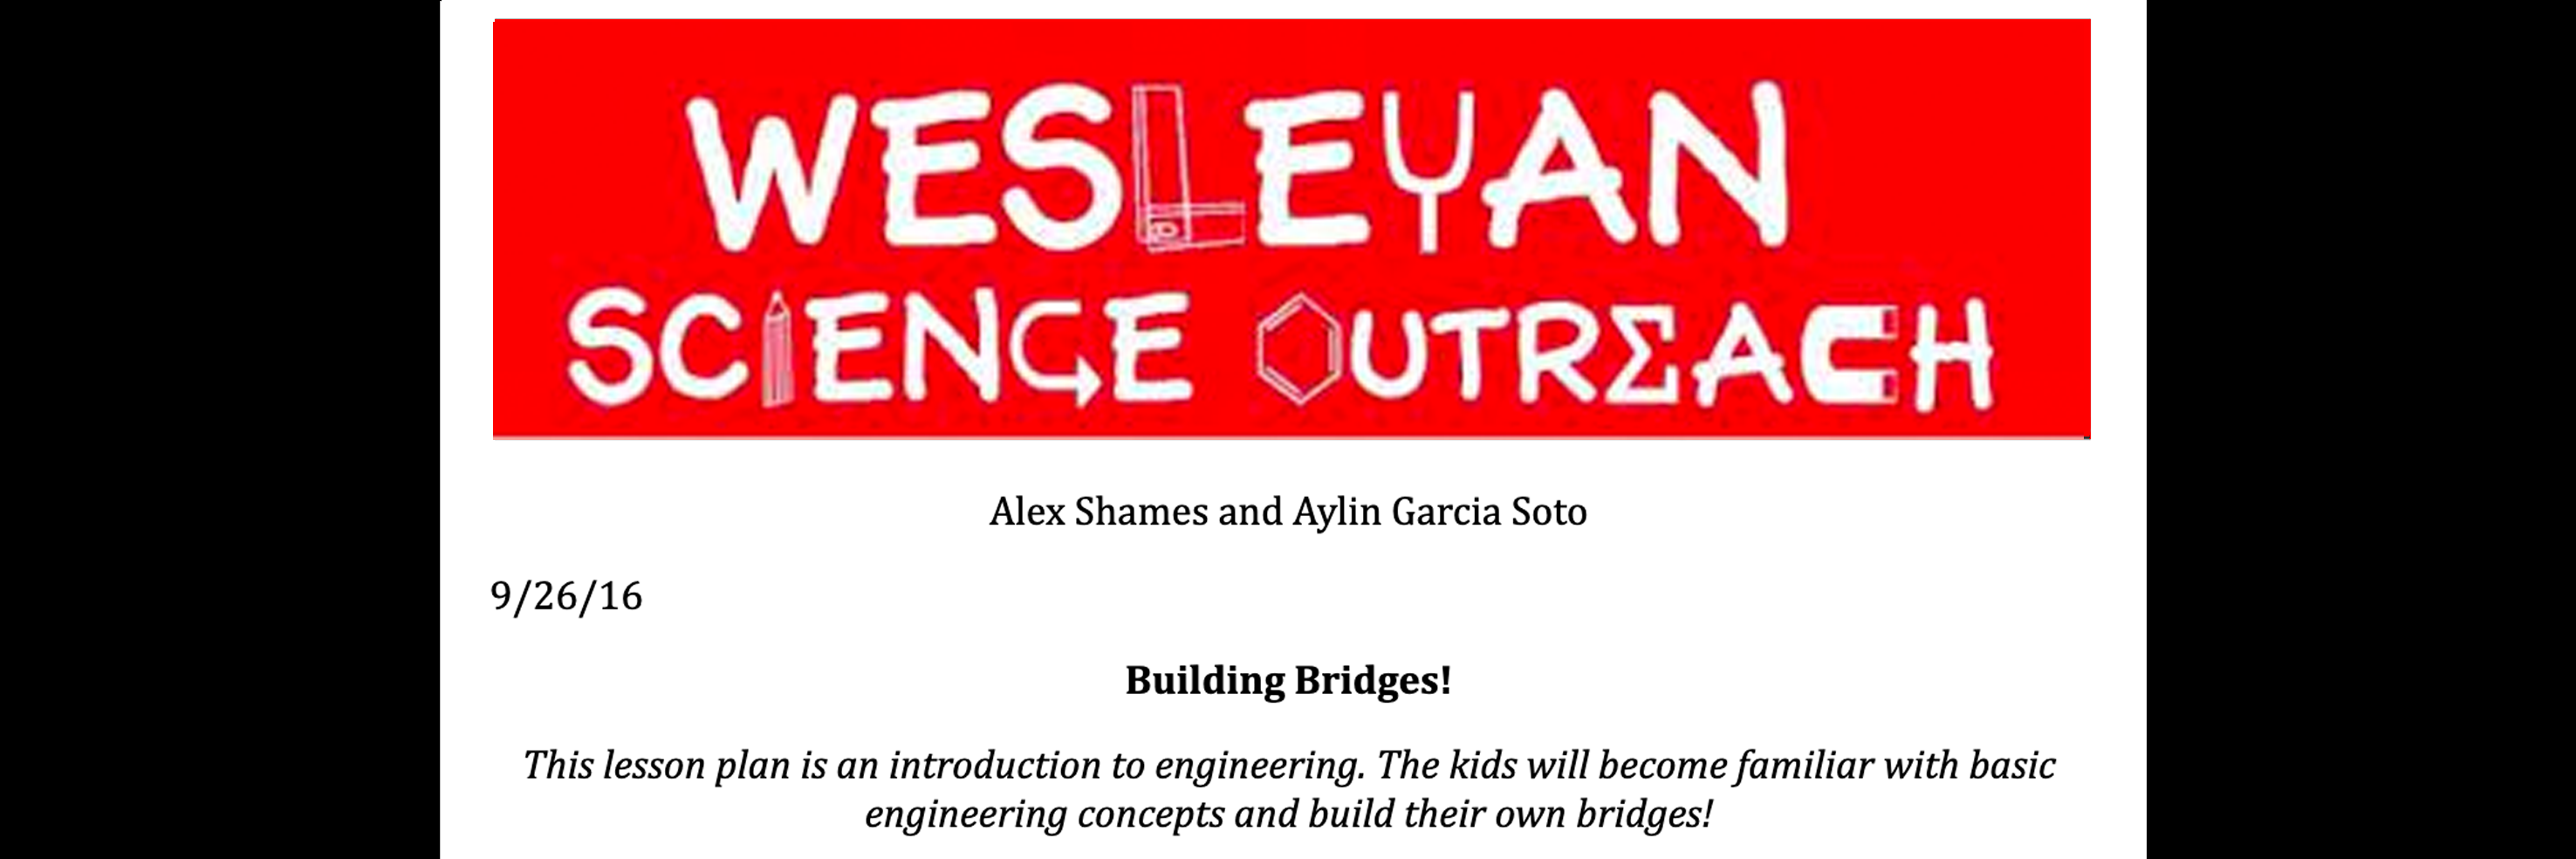 WESLEYAN
SCIENCE OUTRΣACH
Alex Shames and Aylin Garcia Soto
9/26/16
Building Bridges!
This lesson plan is an introduction to engineering. The kids will become familiar with basic
engineering concepts and build their own bridges!